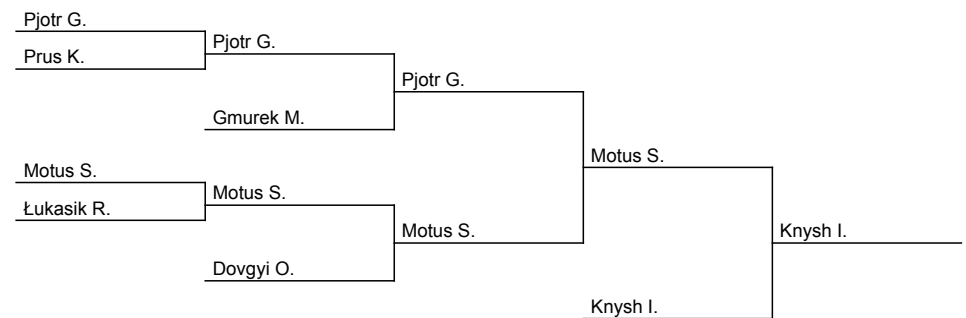 Pjotr G.
Prus K.
Pjotr G.
Gmurek M.
Pjotr G.
Motus S.
Łukasik R.
Motus S.
Dovgyi O.
Motus S.
Motus S.
Knysh I.
Knysh I.